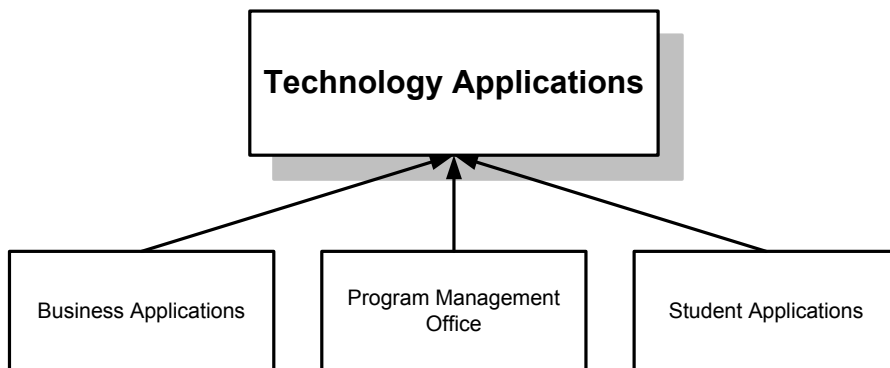 Technology Applications
Business Applications
Program Management
Office
Student Applications